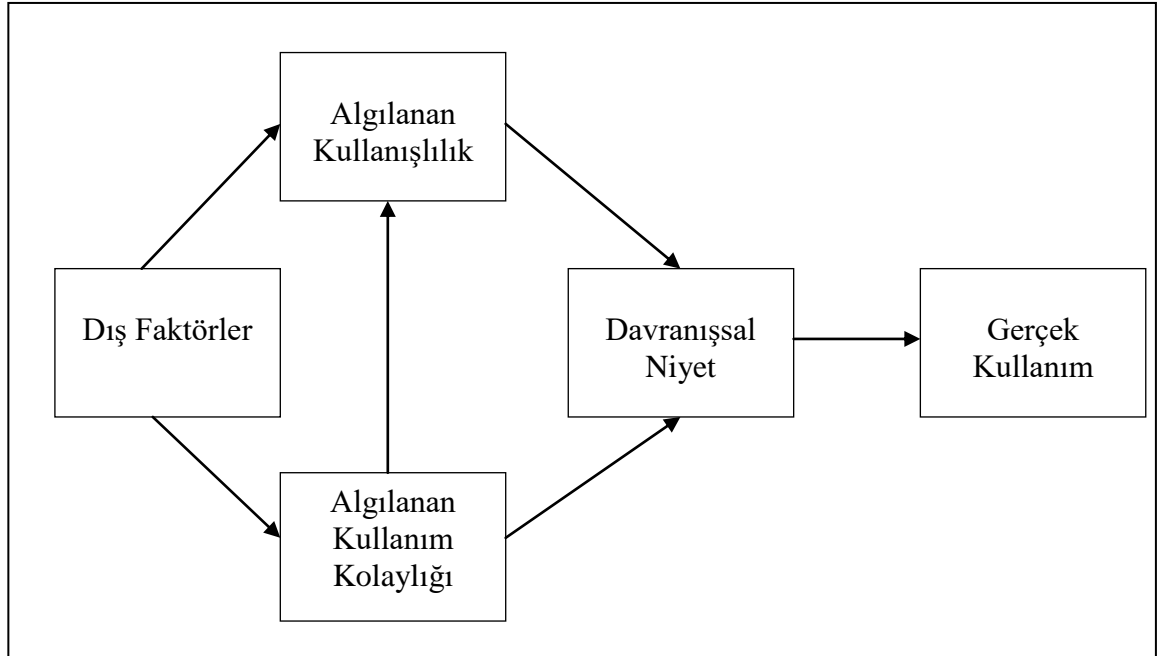 Algılanan
Kullanışlılık
Dış Faktörler
Davranışsal
Niyet
Gerçek
Kullanım
Algılanan
Kullanım
Kolaylığı